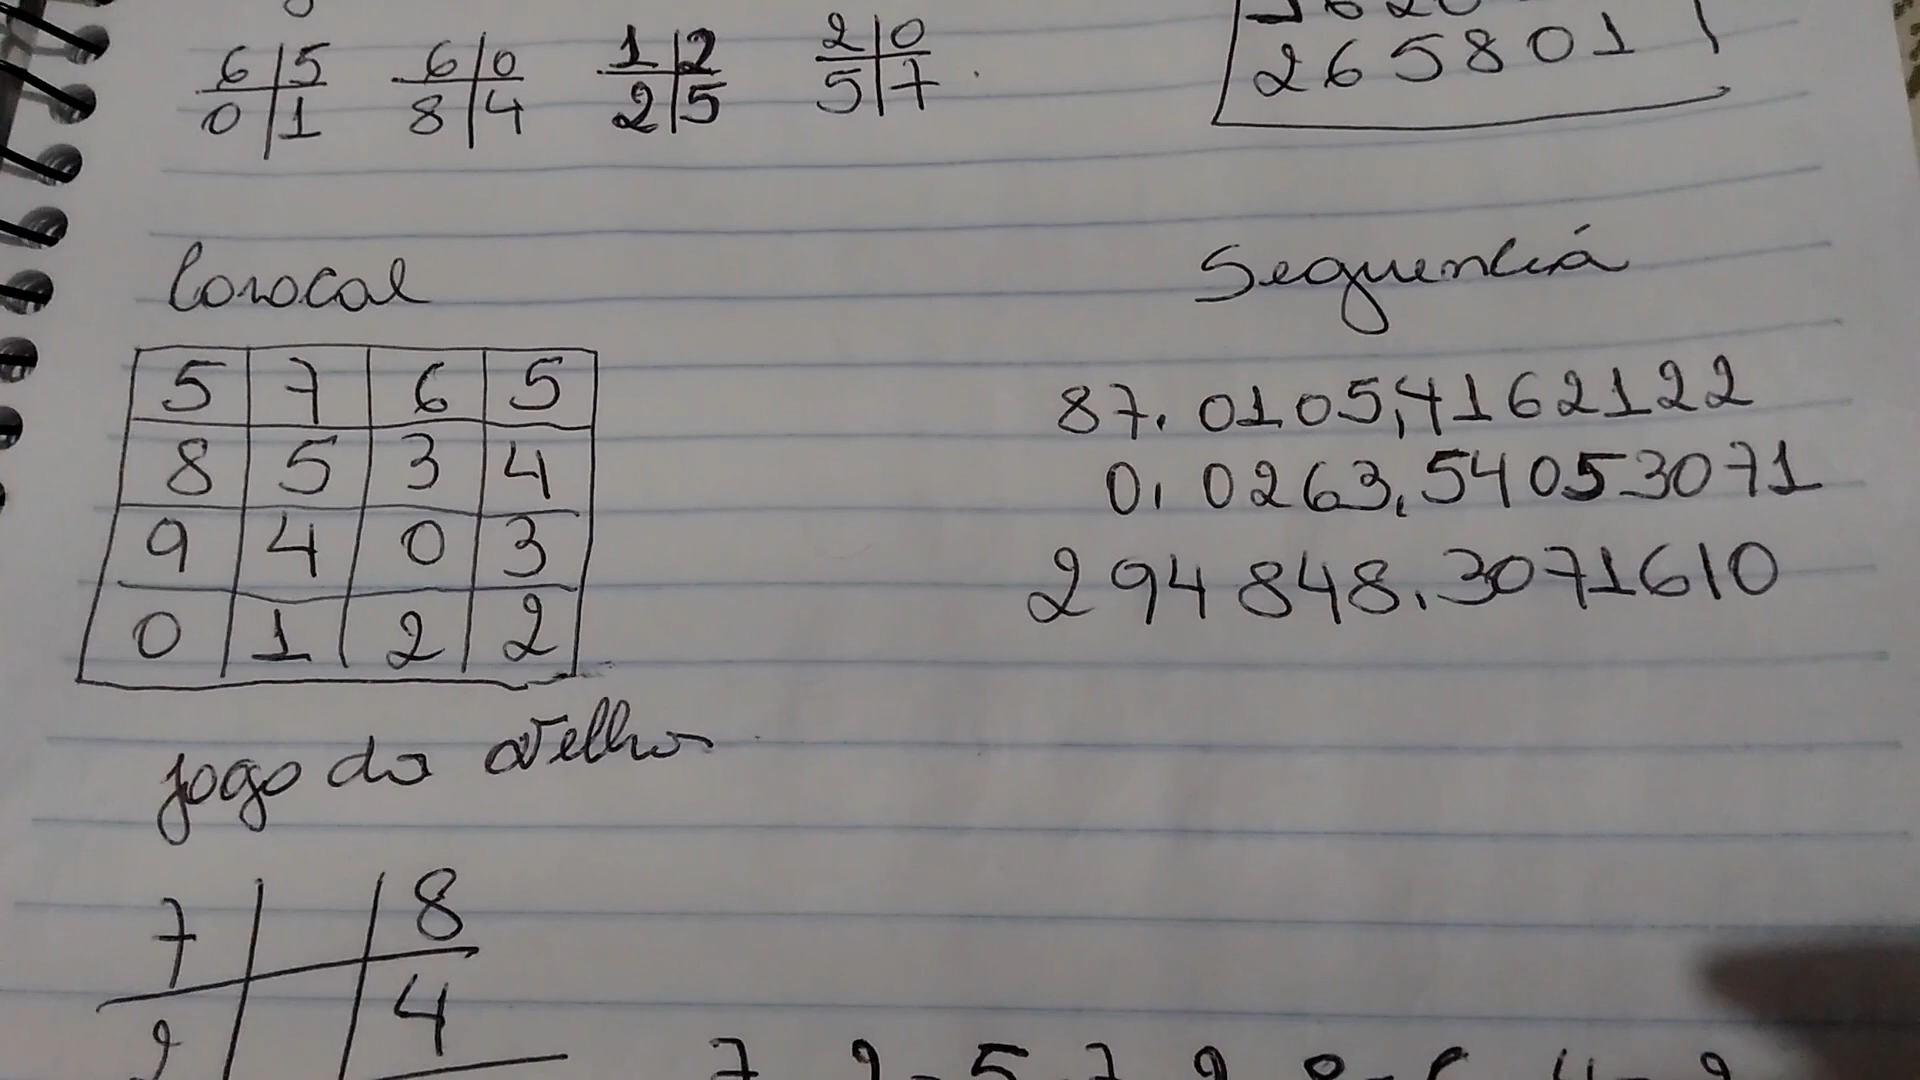 265801
6 5 6 0 1 2 2 0
0 1 8 4 2 5 5 7
Corocal Sequenciá
5 7 6 5
8 5 3 4
9 4 0 3
0 1 2 2
87.0105,4162122
0.0263.54053071
294848.3071610
jogo da Velha
7 8
4